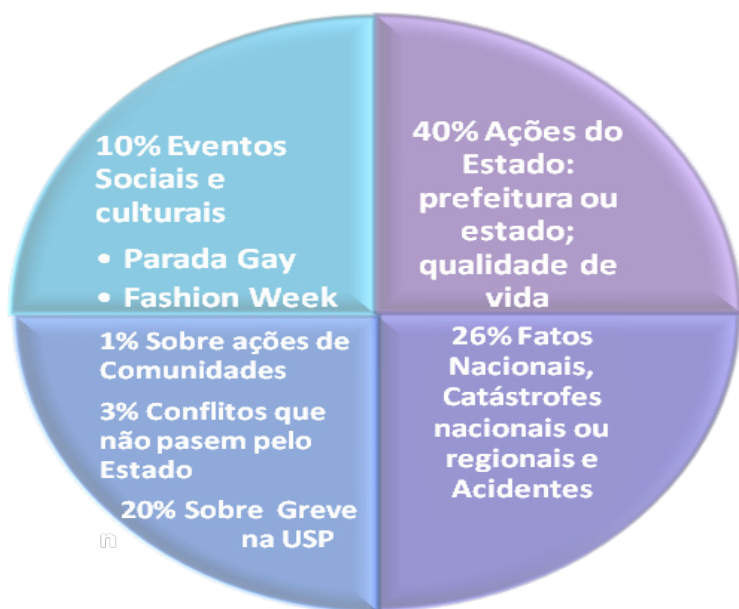 10% Eventos
Sociais e
culturais
• Parada Gay
• Fashion Week
40% Ações do
Estado:
prefeitura ou
estado;
qualidade de
vida
1% Sobre ações de
Comunidades
3% Conflitos que
não pasem pelo
Estado
20% Sobre Greve
n na USP
26% Fatos
Nacionais,
Catástrofes
nacionais ou
regionais e
Acidentes